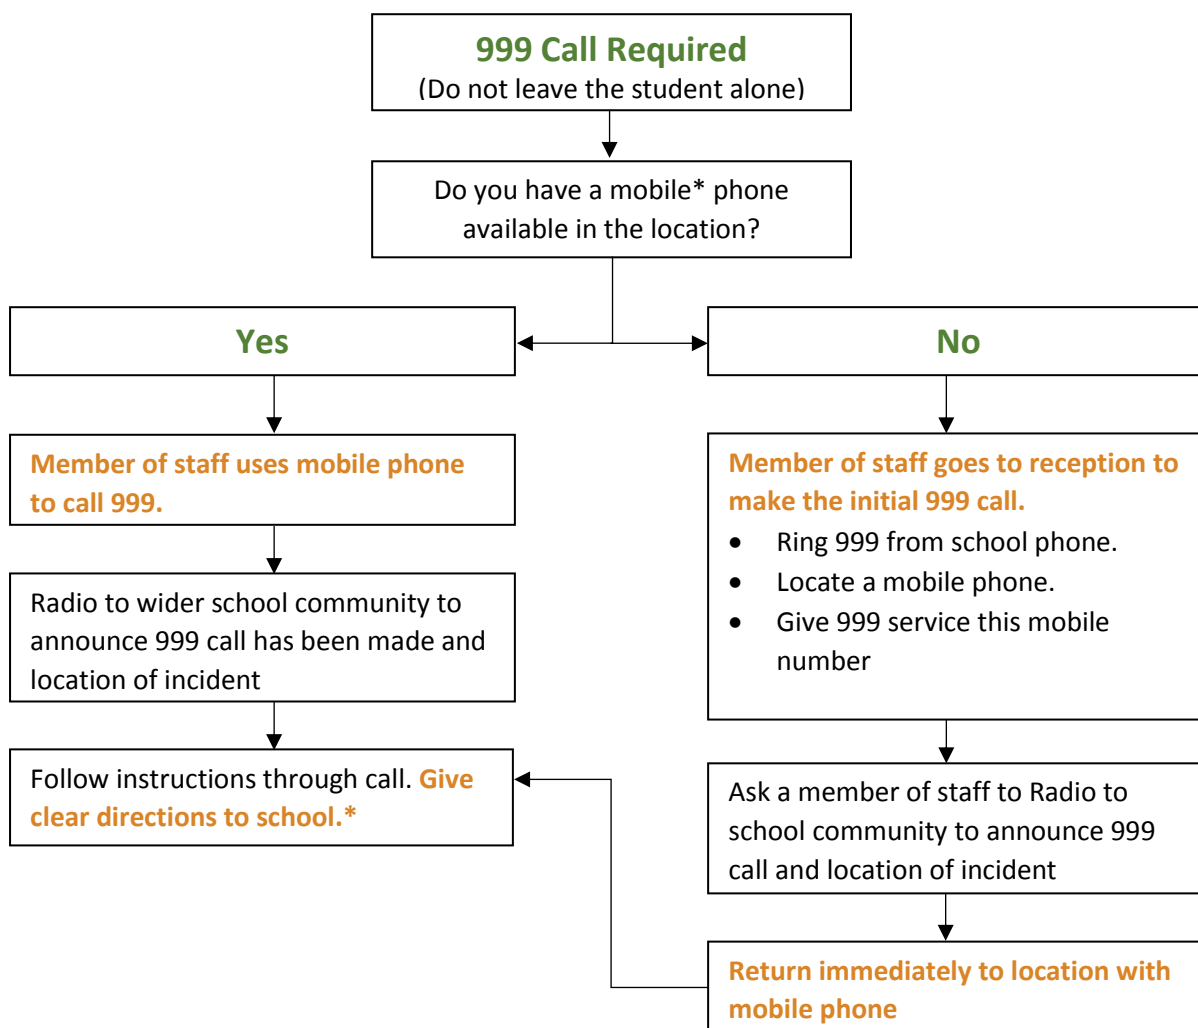 999 Call Required
(Do not leave the student alone)
Do you have a mobile* phone
available in the location?
Yes
No
Member of staff uses mobile phone
to call 999.
Radio to wider school community to
announce 999 call has been made and
location of incident
Follow instructions through call. Give
clear directions to school.*
Member of staff goes to reception to
make the initial 999 call.
• Ring 999 from school phone.
• Locate a mobile phone.
• Give 999 service this mobile
number
Ask a member of staff to Radio to
school community to announce 999
call and location of incident
Return immediately to location with
mobile phone